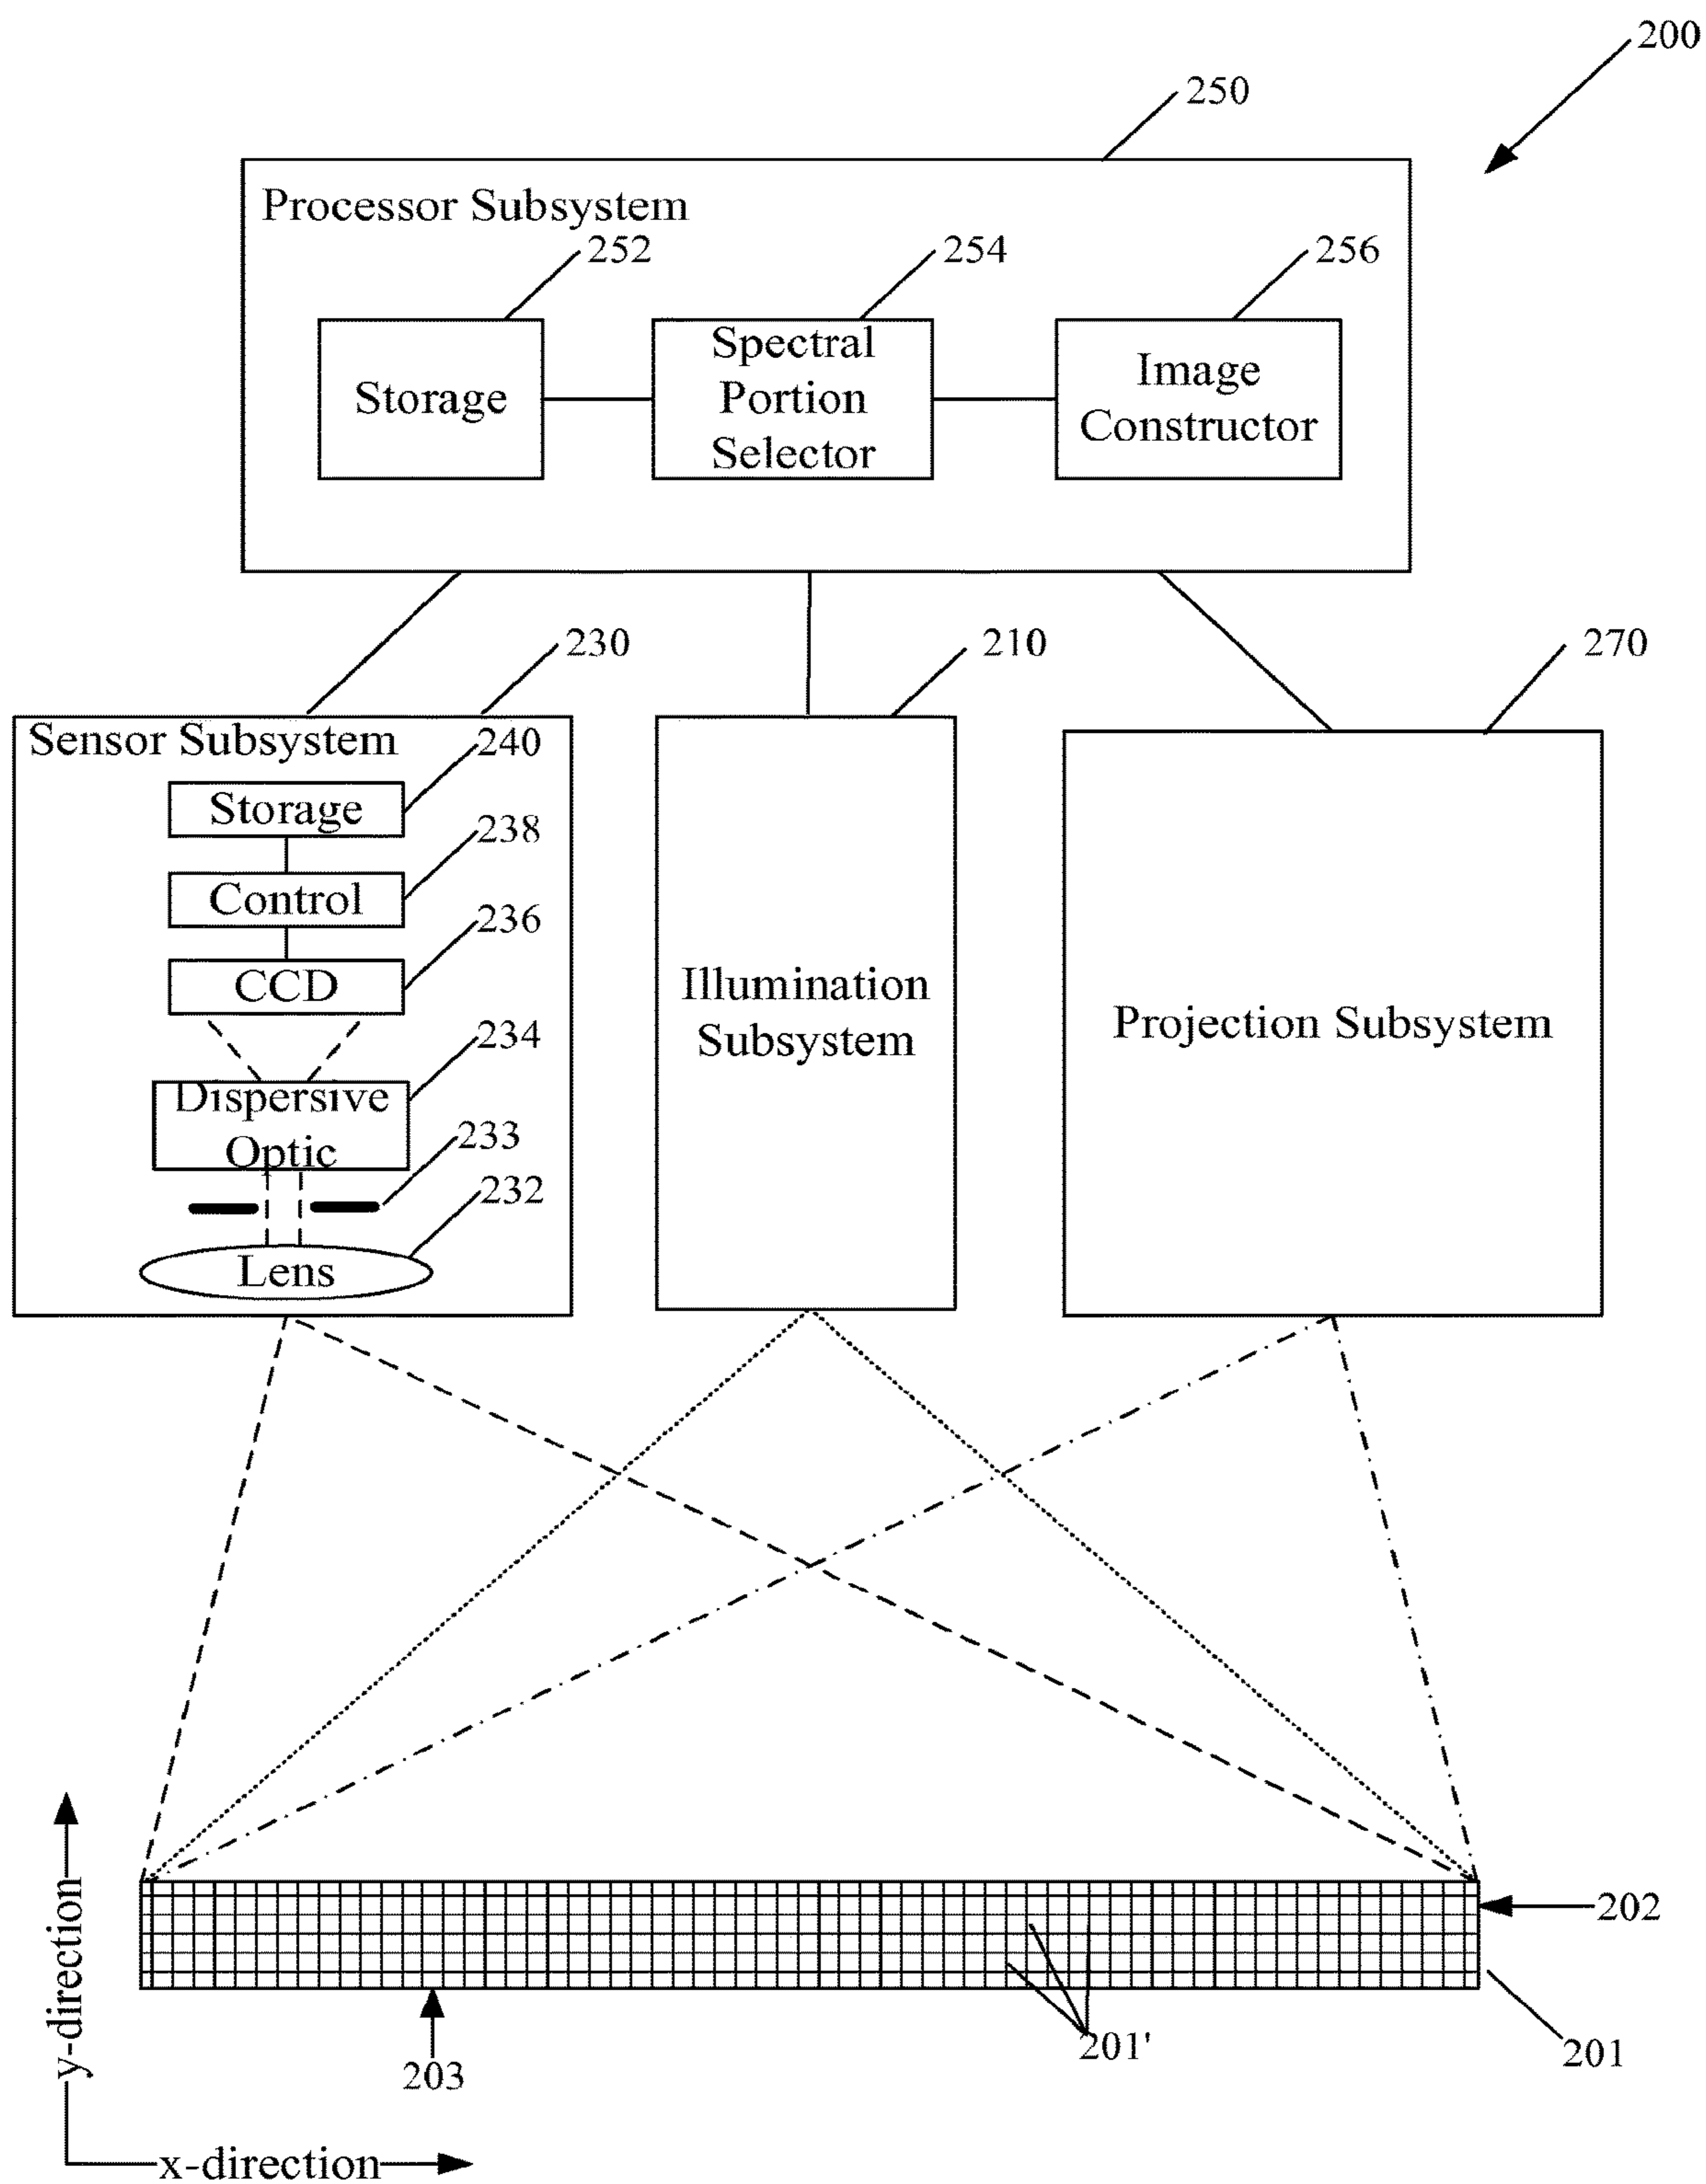 200
250
Processor Subsystem
252
254
256
Storage
Spectral
Portion
Selector
Image
Constructor
230
210
270
Sensor Subsystem
240
Storage
238
Control
236
CCD
234
Dispersive
Optic
233
232
Lens
Illumination
Subsystem
Projection Subsystem
202
201
201'
203
y-direction
x-direction